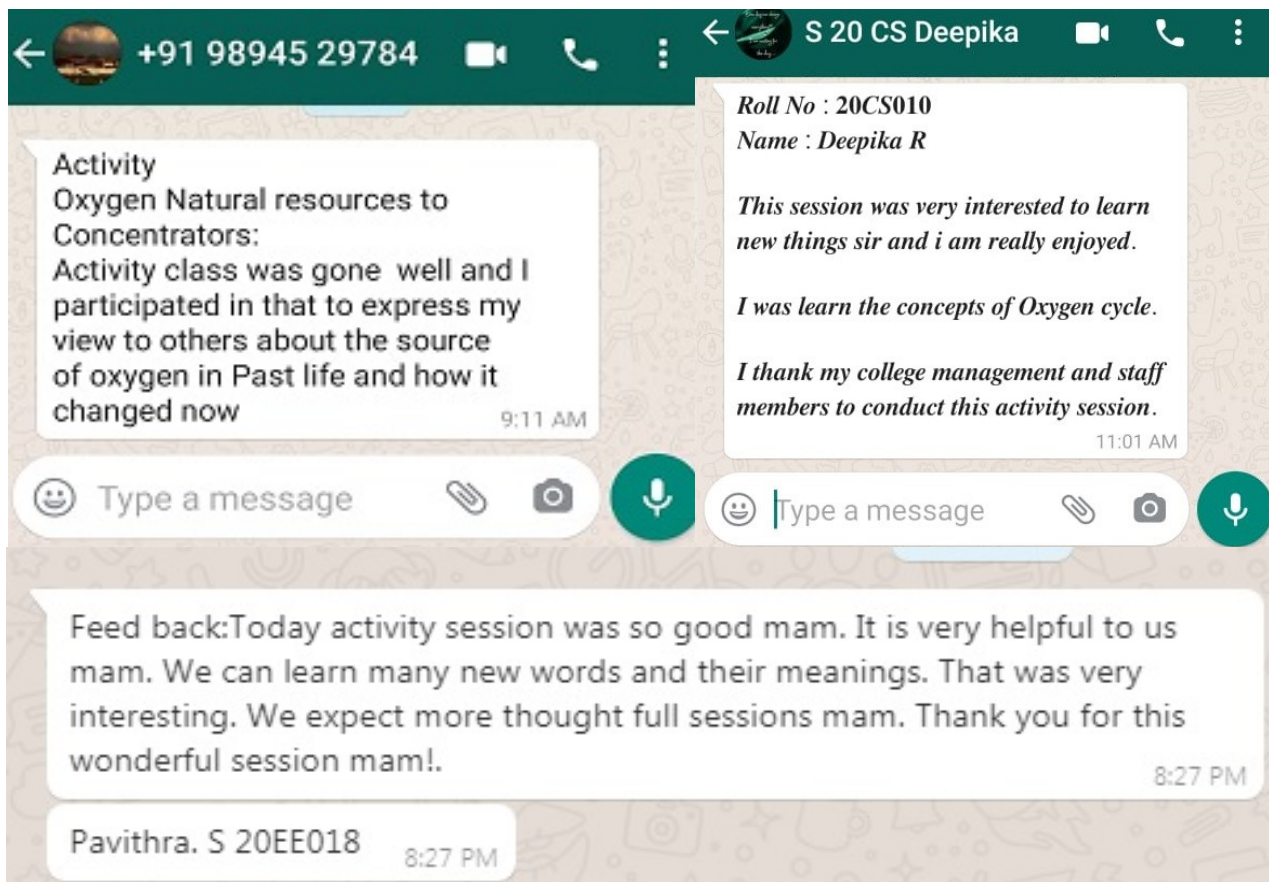 +91 98945 29784
Activity
Oxygen Natural resources to
Concentrators:
Activity class was gone  well and I
participated in that to express my
view to others about the source
of oxygen in Past life and how it
changed now
9:11 AM
Type a message
S 20 CS Deepika
Roll No : 20CS010
Name : Deepika R
This session was very interested to learn
new things sir and i am really enjoyed.
I was learn the concepts of Oxygen cycle.
I thank my college management and staff
members to conduct this activity session.
11:01 AM
Type a message
Feed back:Today activity session was so good mam. It is very helpful to us
mam. We can learn many new words and their meanings. That was very
interesting. We expect more thought full sessions mam. Thank you for this
wonderful session mam!.
8:27 PM
Pavithra. S 20EE018
8:27 PM